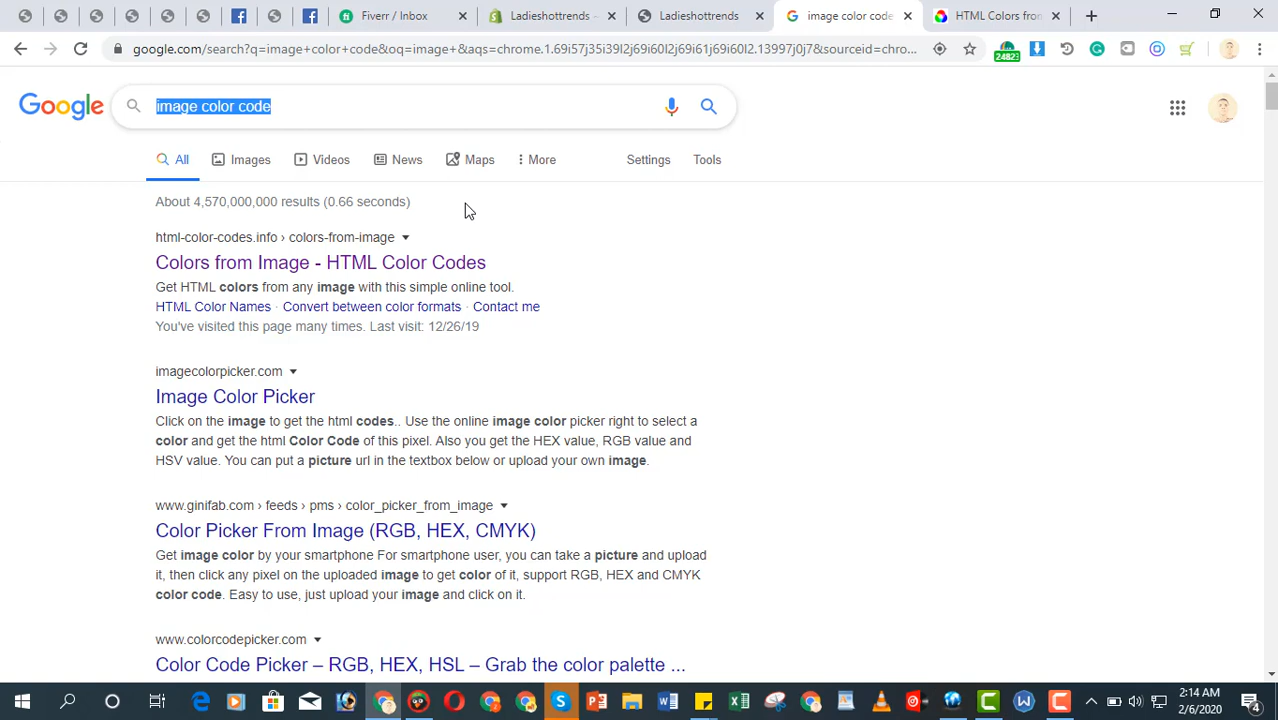 Fiverr / Inbox
Ladieshottrends -
Ladieshottrends
image color code
HTML Colors from
google.com/search?q=image+color+code&oq=image+&aqs=chrome.1.69i57j35i39l2j69i60l2j69i61j69i60l2.13997j0j7&sourceid=chro...
24823
Google
image color code
All
Images
Videos
News
Maps
More
Settings
Tools
About 4,570,000,000 results (0.66 seconds)
html-color-codes.info › colors-from-image
Colors from Image - HTML Color Codes
Get HTML colors from any image with this simple online tool.
HTML Color Names · Convert between color formats · Contact me
You've visited this page many times. Last visit: 12/26/19
imagecolorpicker.com
Image Color Picker
Click on the image to get the html codes.. Use the online image color picker right to select a
color and get the html Color Code of this pixel. Also you get the HEX value, RGB value and
HSV value. You can put a picture url in the textbox below or upload your own image.
www.ginifab.com › feeds › pms › color_picker_from_image
Color Picker From Image (RGB, HEX, CMYK)
Get image color by your smartphone For smartphone user, you can take a picture and upload
it, then click any pixel on the uploaded image to get color of it, support RGB, HEX and CMYK
color code. Easy to use, just upload your image and click on it.
www.colorcodepicker.com
Color Code Picker – RGB, HEX, HSL – Grab the color palette ...
2:14 AM
2/6/2020
4